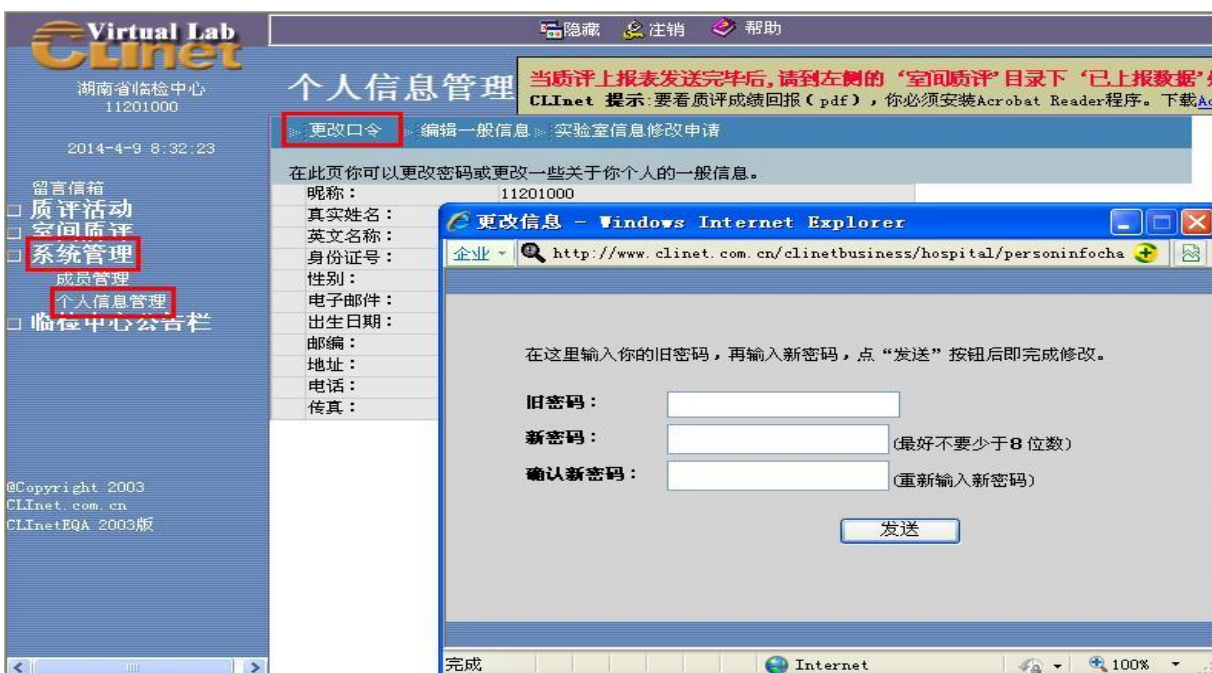 Virtual Lab
CLInet
湖南省临检中心
11201000
2014-4-9 8:32:23
留言信箱
质评活动
室间质评
系统管理
成员管理
个人信息管理
临检中心公告栏
@Copyright 2003
CLInet.com.cn
CLInetEQA 2003版
隐藏 注销 帮助
个人信息管理
当质评上报表发送完毕后,请到左侧的‘室间质评’目录下‘已上报数据’
CLInet 提示:要看质评成绩回报(pdf),你必须安装Acrobat Reader程序。下载
更改口令 编辑一般信息 实验室信息修改申请
在此页你可以更改密码或更改一些关于你个人的一般信息。
昵称: 11201000
真实姓名:
英文名称:
身份证号:
性别:
电子邮件:
出生日期:
邮编:
地址:
电话:
传真:
更改信息 - Windows Internet Explorer
企业 http://www.clinet.com.cn/clinetbusiness/hospital/personinfocha
在这里输入你的旧密码,再输入新密码,点“发送”按钮后即完成修改。
旧密码:
新密码: (最好不要少于8位数)
确认新密码: (重新输入新密码)
发送
完成 Internet 100%